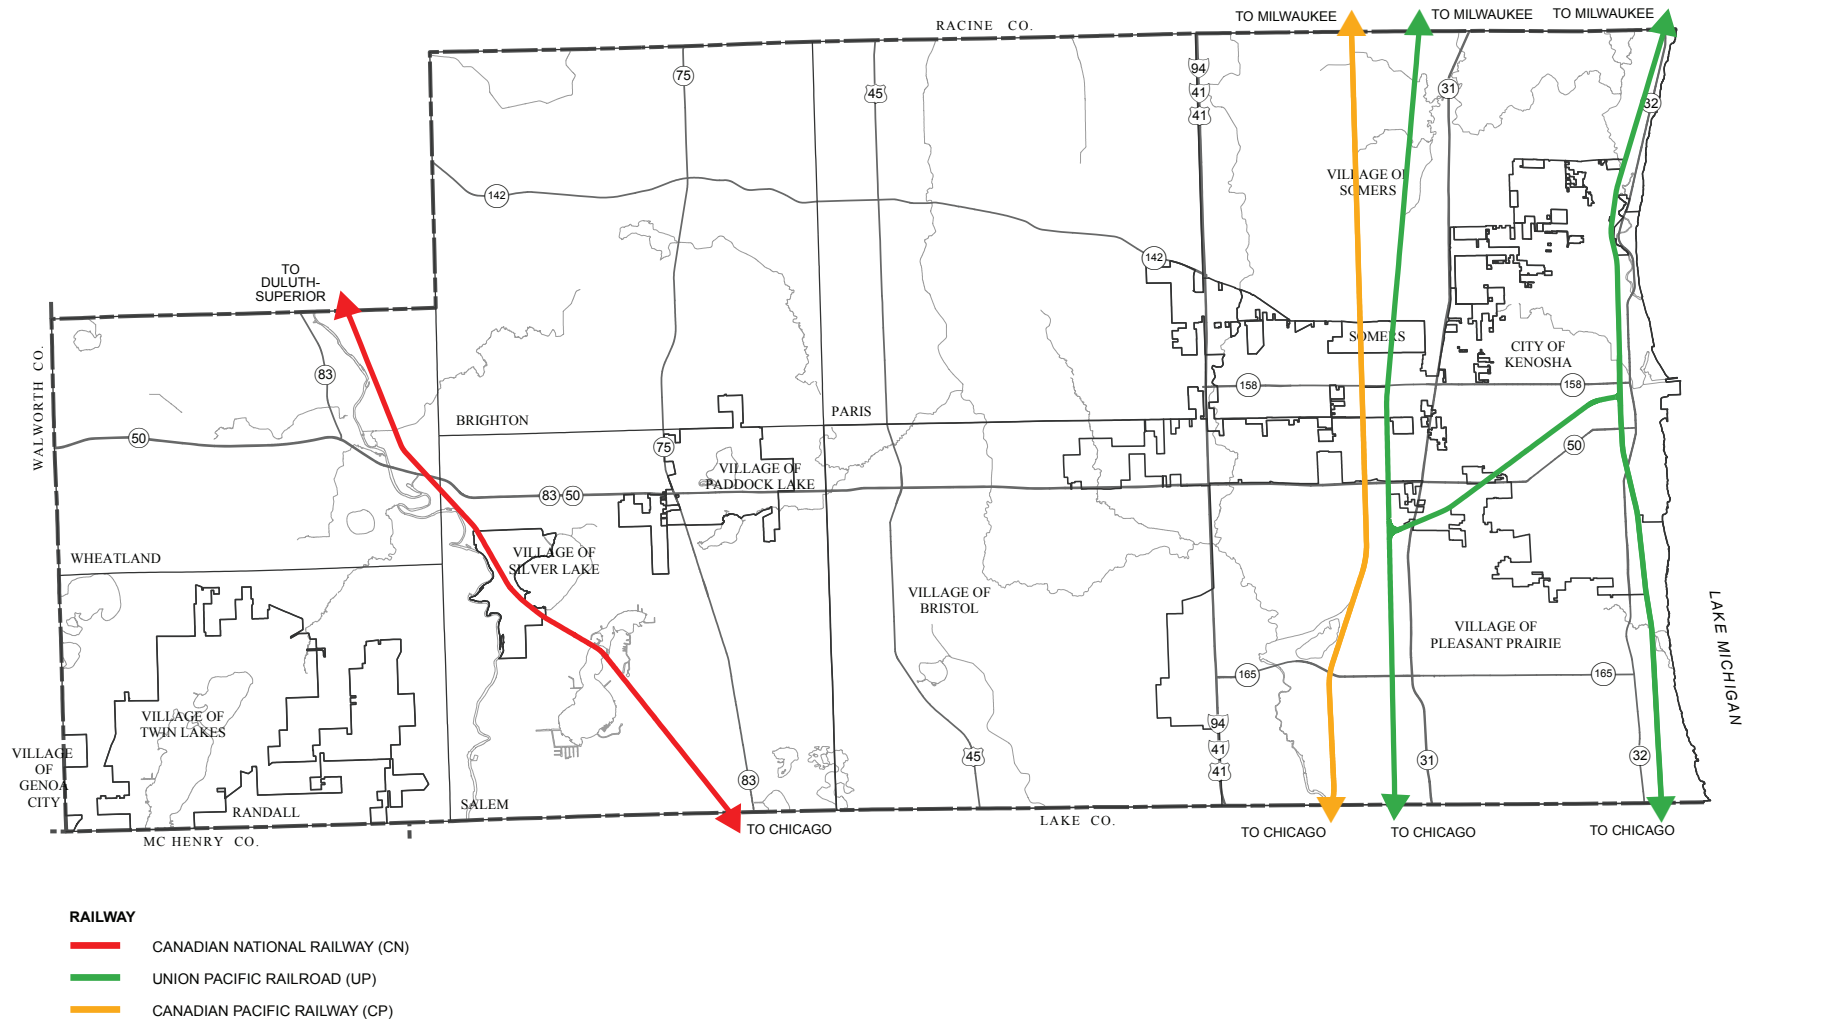 RACINE CO.
TO MILWAUKEE
TO MILWAUKEE
TO MILWAUKEE
94
41
41
75
45
31
32
142
VILLAGE OF
SOMERS
142
TO
DULUTH-
SUPERIOR
WALWORTH CO.
83
SOMERS
CITY OF
KENOSHA
158
158
BRIGHTON
PARIS
50
75
50
VILLAGE OF
PADDOCK LAKE
83
50
WHEATLAND
VILLAGE OF
SILVER LAKE
VILLAGE OF
BRISTOL
VILLAGE OF
PLEASANT PRAIRIE
LAKE MICHIGAN
165
165
VILLAGE OF
TWIN LAKES
94
41
41
45
31
32
83
VILLAGE
OF
GENOA
CITY
RANDALL
SALEM
MC HENRY CO.
LAKE CO.
TO CHICAGO
TO CHICAGO
TO CHICAGO
TO CHICAGO
RAILWAY
CANADIAN NATIONAL RAILWAY (CN)
UNION PACIFIC RAILROAD (UP)
CANADIAN PACIFIC RAILWAY (CP)